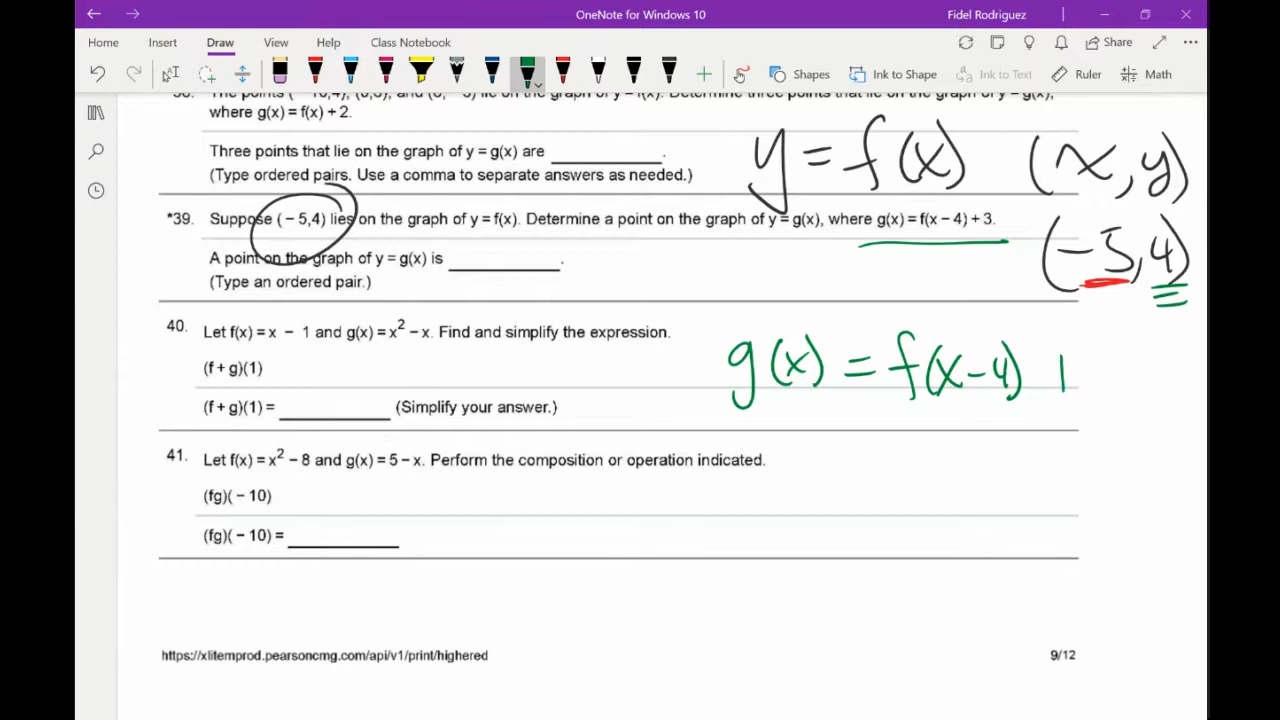 OneNote for Windows 10
Fidel Rodriguez
Home Insert Draw View Help Class Notebook
Share
Shapes Ink to Shape Ink to Text Ruler Math
where g(x) = f(x) + 2.
Three points that lie on the graph of y = g(x) are ____________.
(Type ordered pairs. Use a comma to separate answers as needed.)
y = f(x) (x, y)
*39. Suppose (− 5,4) lies on the graph of y = f(x). Determine a point on the graph of y = g(x), where g(x) = f(x − 4) + 3.
(-5, 4)
A point on the graph of y = g(x) is ____________.
(Type an ordered pair.)
40. Let f(x) = x − 1 and g(x) = x² − x. Find and simplify the expression.
g(x) = f(x-4)
(f + g)(1)
(f + g)(1) = ____________ (Simplify your answer.)
41. Let f(x) = x² − 8 and g(x) = 5 − x. Perform the composition or operation indicated.
(fg)( − 10)
(fg)( − 10) = ____________
https://xlitemprod.pearsoncmg.com/api/v1/print/highered 9/12